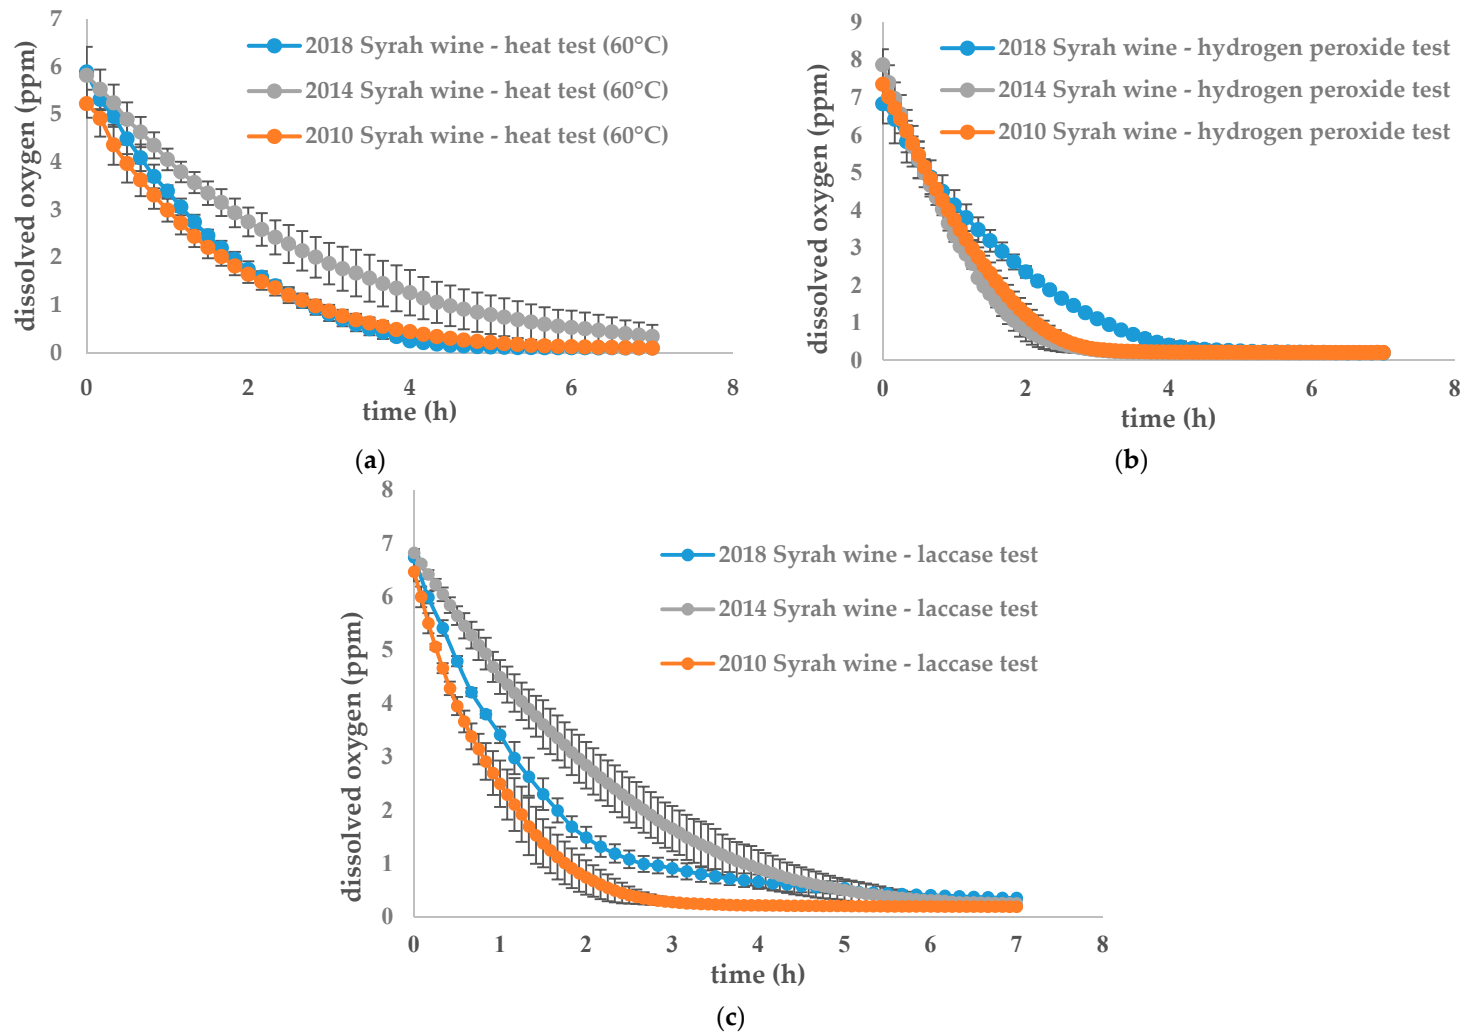 7
6
5
4
3
2
1
0
dissolved oxygen (ppm)
2018 Syrah wine - heat test (60°C)
2014 Syrah wine - heat test (60°C)
2010 Syrah wine - heat test (60°C)
0 2 4 6 8
time (h)
(a)
9
8
7
6
5
4
3
2
1
0
dissolved oxygen (ppm)
2018 Syrah wine - hydrogen peroxide test
2014 Syrah wine - hydrogen peroxide test
2010 Syrah wine - hydrogen peroxide test
0 2 4 6 8
time (h)
(b)
8
7
6
5
4
3
2
1
0
dissolved oxygen (ppm)
2018 Syrah wine - laccase test
2014 Syrah wine - laccase test
2010 Syrah wine - laccase test
0 1 2 3 4 5 6 7 8
time (h)
(c)